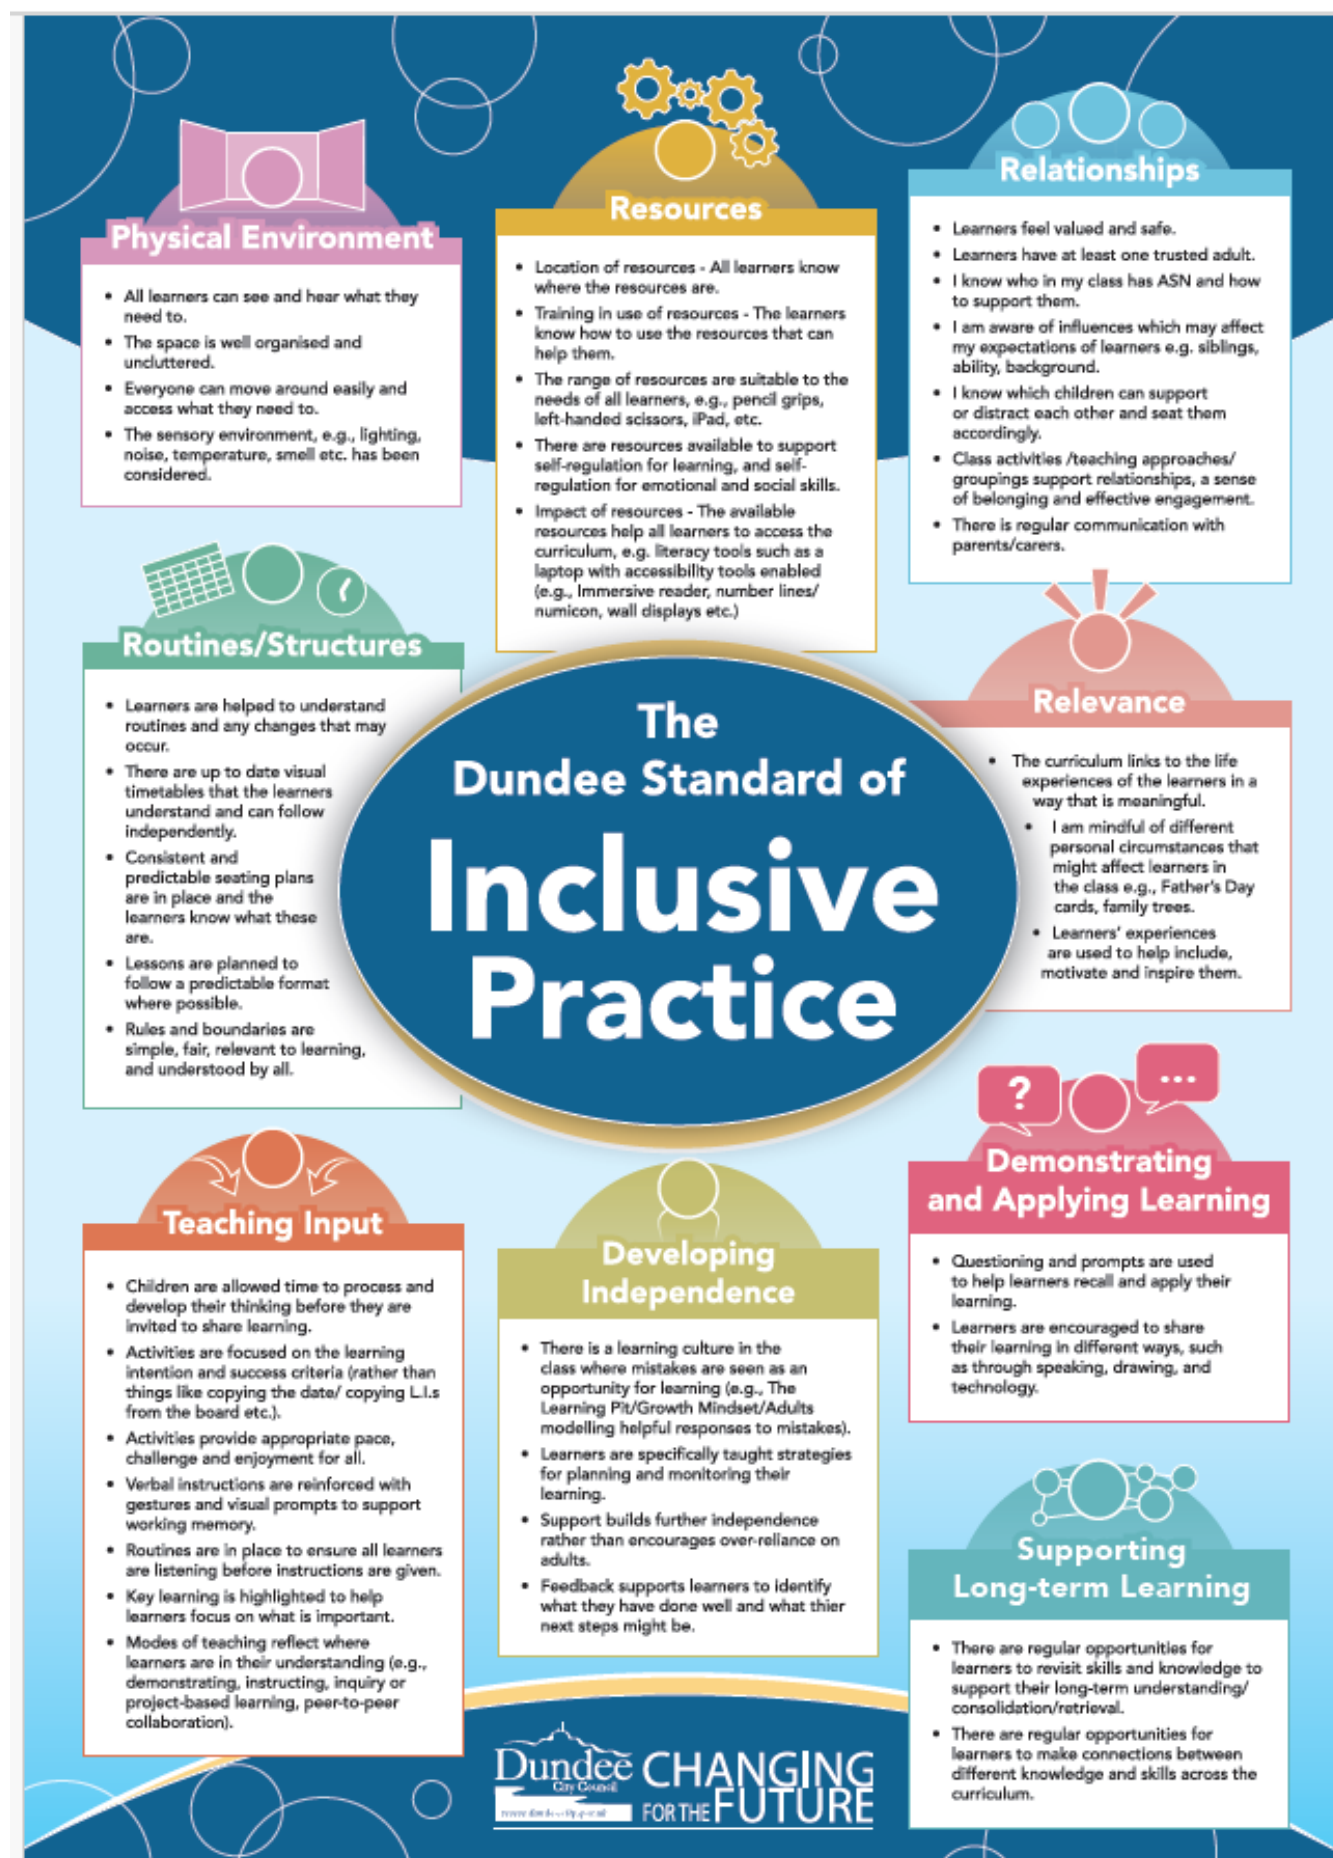 Physical Environment
• All learners can see and hear what they
need to.
• The space is well organised and
uncluttered.
• Everyone can move around easily and
access what they need to.
• The sensory environment, e.g., lighting,
noise, temperature, smell etc. has been
considered.
Resources
• Location of resources - All learners know
where the resources are.
• Training in use of resources - The learners
know how to use the resources that can
help them.
• The range of resources are suitable to the
needs of all learners, e.g., pencil grips,
left-handed scissors, iPad, etc.
• There are resources available to support
self-regulation for learning, and self-
regulation for emotional and social skills.
• Impact of resources - The available
resources help all learners to access the
curriculum, e.g. literacy tools such as a
laptop with accessibility tools enabled
(e.g., Immersive reader, number lines/
numicon, wall displays etc.)
Relationships
• Learners feel valued and safe.
• Learners have at least one trusted adult.
• I know who in my class has ASN and how
to support them.
• I am aware of influences which may affect
my expectations of learners e.g. siblings,
ability, background.
• I know which children can support
or distract each other and seat them
accordingly.
• Class activities /teaching approaches/
groupings support relationships, a sense
of belonging and effective engagement.
• There is regular communication with
parents/carers.
Routines/Structures
• Learners are helped to understand
routines and any changes that may
occur.
• There are up to date visual
timetables that the learners
understand and can follow
independently.
• Consistent and
predictable seating plans
are in place and the
learners know what these
are.
• Lessons are planned to
follow a predictable format
where possible.
• Rules and boundaries are
simple, fair, relevant to learning,
and understood by all.
The
Dundee Standard of
Inclusive
Practice
Relevance
• The curriculum links to the life
experiences of the learners in a
way that is meaningful.
• I am mindful of different
personal circumstances that
might affect learners in
the class e.g., Father's Day
cards, family trees.
• Learners' experiences
are used to help include,
motivate and inspire them.
Teaching Input
• Children are allowed time to process and
develop their thinking before they are
invited to share learning.
• Activities are focused on the learning
intention and success criteria (rather than
things like copying the date/ copying L.I.s
from the board etc.).
• Activities provide appropriate pace,
challenge and enjoyment for all.
• Verbal instructions are reinforced with
gestures and visual prompts to support
working memory.
• Routines are in place to ensure all learners
are listening before instructions are given.
• Key learning is highlighted to help
learners focus on what is important.
• Modes of teaching reflect where
learners are in their understanding (e.g.,
demonstrating, instructing, inquiry or
project-based learning, peer-to-peer
collaboration).
Developing
Independence
• There is a learning culture in the
class where mistakes are seen as an
opportunity for learning (e.g., The
Learning Pit/Growth Mindset/Adults
modelling helpful responses to mistakes).
• Learners are specifically taught strategies
for planning and monitoring their
learning.
• Support builds further independence
rather than encourages over-reliance on
adults.
• Feedback supports learners to identify
what they have done well and what thier
next steps might be.
? ...
Demonstrating
and Applying Learning
• Questioning and prompts are used
to help learners recall and apply their
learning.
• Learners are encouraged to share
their learning in different ways, such
as through speaking, drawing, and
technology.
Supporting
Long-term Learning
• There are regular opportunities for
learners to revisit skills and knowledge to
support their long-term understanding/
consolidation/retrieval.
• There are regular opportunities for
learners to make connections between
different knowledge and skills across the
curriculum.
Dundee
City Council
CHANGING
FOR THE FUTURE